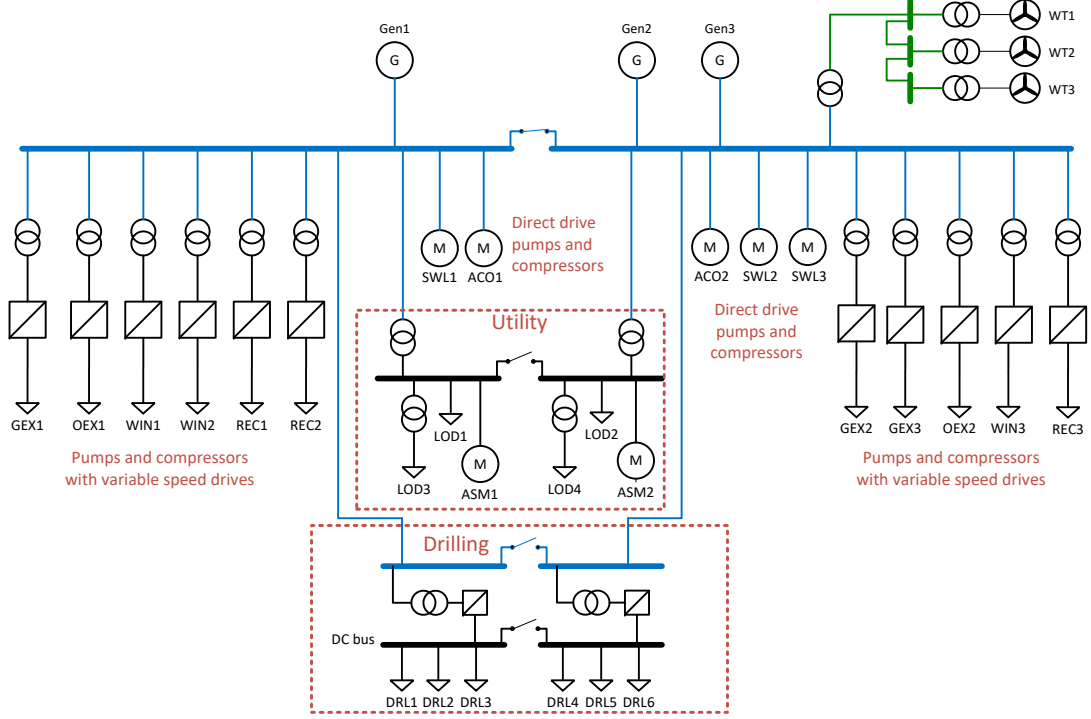 Gen1
Gen2
Gen3
WT1
WT2
WT3
G
G
G
M
M
SWL1
ACO1
Direct drive
pumps and
compressors
M
M
M
ACO2
SWL2
SWL3
Direct drive
pumps and
compressors
Utility
GEX1
OEX1
WIN1
WIN2
REC1
REC2
Pumps and compressors
with variable speed drives
LOD1
LOD2
M
M
LOD3
ASM1
LOD4
ASM2
GEX2
GEX3
OEX2
WIN3
REC3
Pumps and compressors
with variable speed drives
Drilling
DC bus
DRL1
DRL2
DRL3
DRL4
DRL5
DRL6